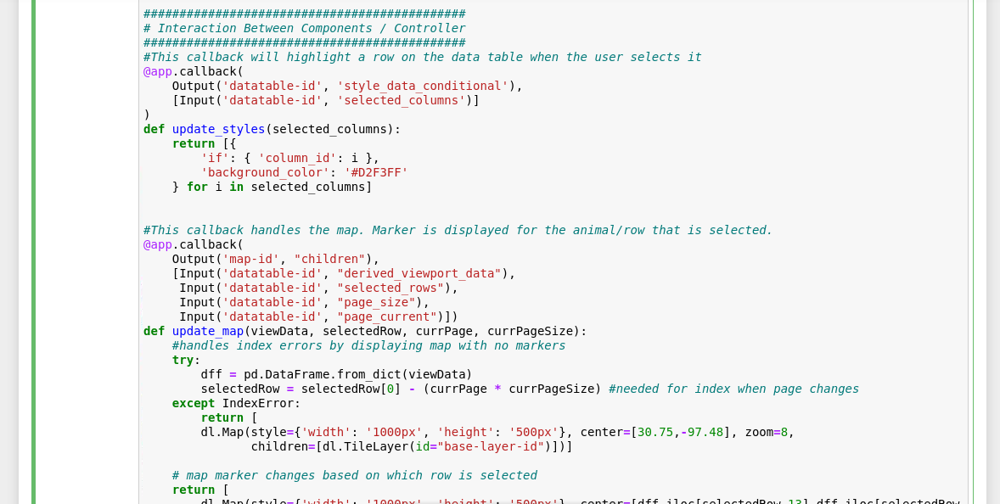 #############################################
# Interaction Between Components / Controller
#############################################
#This callback will highlight a row on the data table when the user selects it
@app.callback(
    Output('datatable-id', 'style_data_conditional'),
    [Input('datatable-id', 'selected_columns')]
)
def update_styles(selected_columns):
    return [{
        'if': { 'column_id': i },
        'background_color': '#D2F3FF'
    } for i in selected_columns]
#This callback handles the map. Marker is displayed for the animal/row that is selected.
@app.callback(
    Output('map-id', "children"),
    [Input('datatable-id', "derived_viewport_data"),
     Input('datatable-id', "selected_rows"),
     Input('datatable-id', "page_size"),
     Input('datatable-id', "page_current")])
def update_map(viewData, selectedRow, currPage, currPageSize):
    #handles index errors by displaying map with no markers
    try:
        dff = pd.DataFrame.from_dict(viewData)
        selectedRow = selectedRow[0] - (currPage * currPageSize) #needed for index when page changes
    except IndexError:
        return [
        dl.Map(style={'width': '1000px', 'height': '500px'}, center=[30.75,-97.48], zoom=8,
               children=[dl.TileLayer(id="base-layer-id")])]
    # map marker changes based on which row is selected
    return [
        dl.Map(style={'width': '1000px', 'height': '500px'}, center=[dff.iloc[selectedRow,13],dff.iloc[selectedRow,